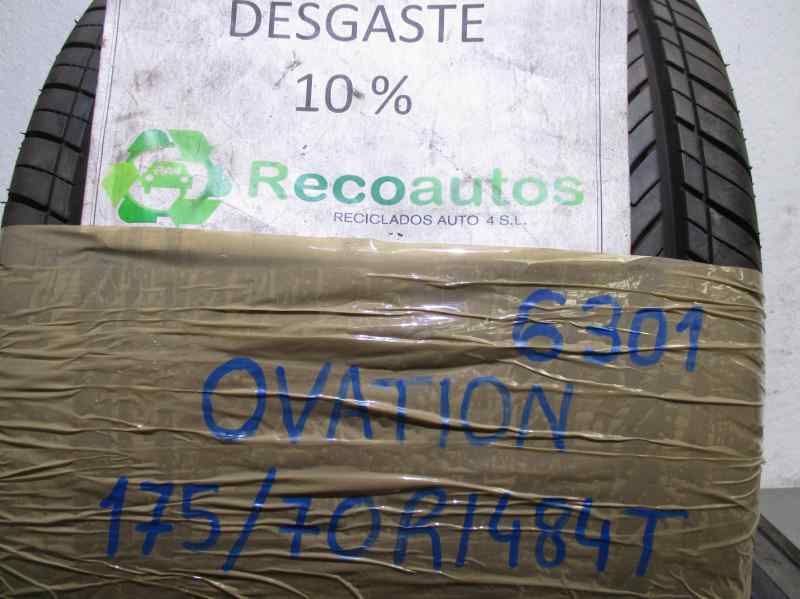 DESGASTE
10 %
Recoautos
RECICLADOS AUTO 4 S.L.
6301
OVATION
175/70R1484T